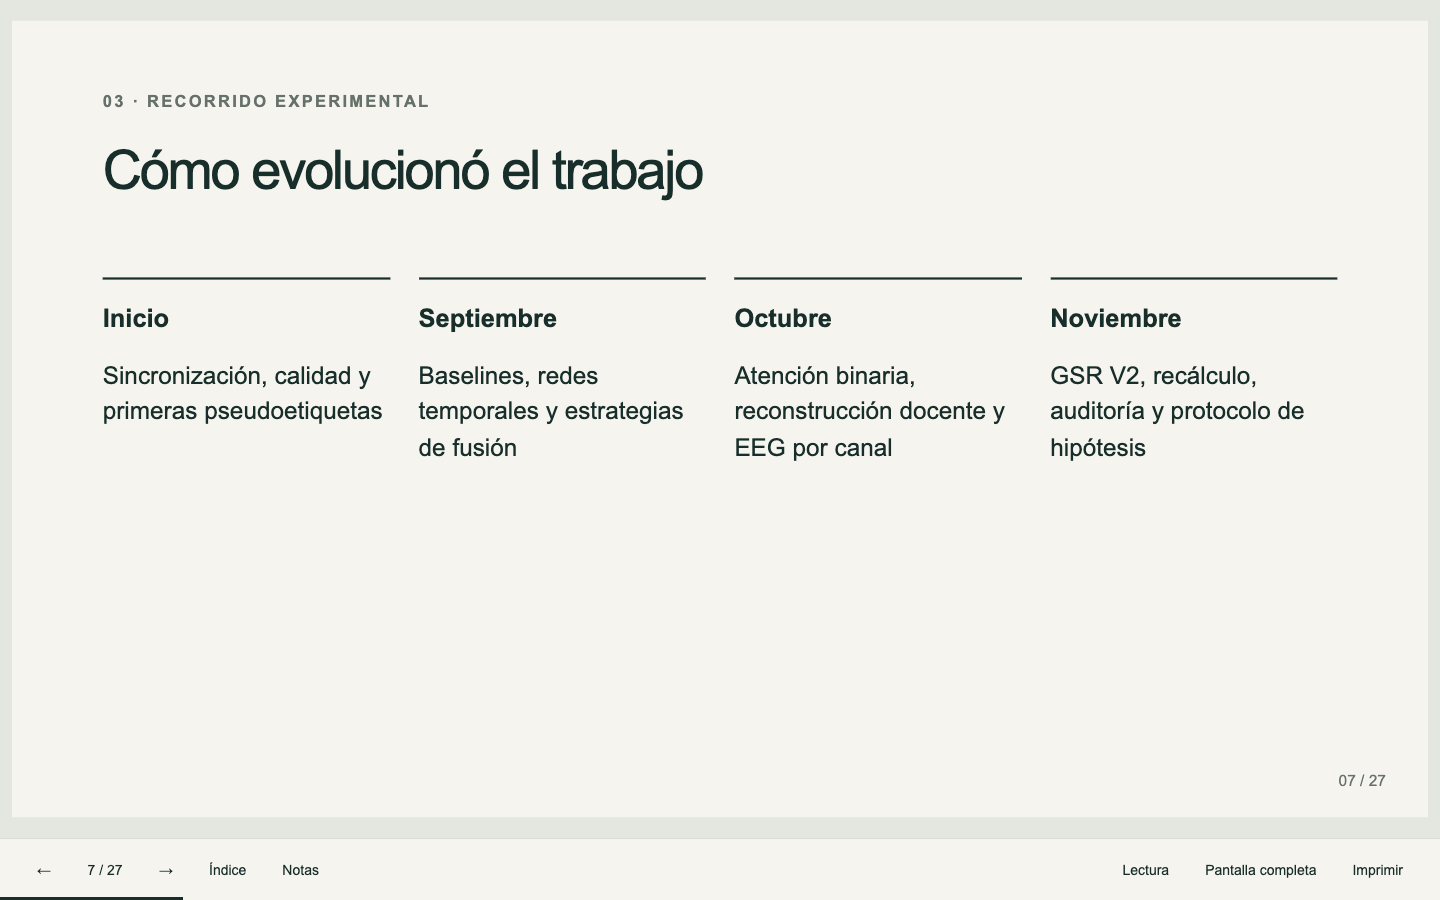 03 · RECORRIDO EXPERIMENTAL
Cómo evolucionó el trabajo
Inicio
Sincronización, calidad y
primeras pseudoetiquetas
Septiembre
Baselines, redes
temporales y estrategias
de fusión
Octubre
Atención binaria,
reconstrucción docente y
EEG por canal
Noviembre
GSR V2, recálculo,
auditoría y protocolo de
hipótesis
07 / 27
← 7 / 27 → Índice Notas Lectura Pantalla completa Imprimir